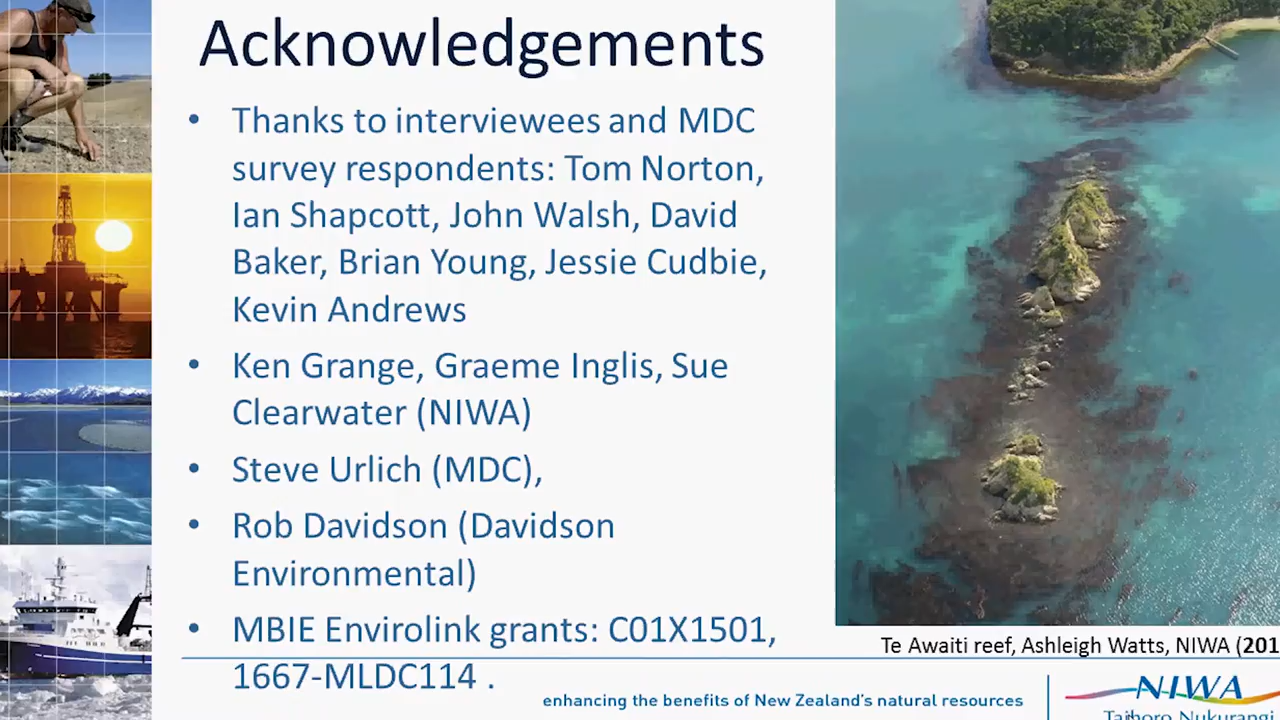 Acknowledgements
• Thanks to interviewees and MDC
survey respondents: Tom Norton,
Ian Shapcott, John Walsh, David
Baker, Brian Young, Jessie Cudbie,
Kevin Andrews
• Ken Grange, Graeme Inglis, Sue
Clearwater (NIWA)
• Steve Urlich (MDC),
• Rob Davidson (Davidson
Environmental)
• MBIE Envirolink grants: C01X1501,
1667-MLDC114 .
Te Awaiti reef, Ashleigh Watts, NIWA (201
enhancing the benefits of New Zealand's natural resources
NIWA
Taihoro Nukurangi